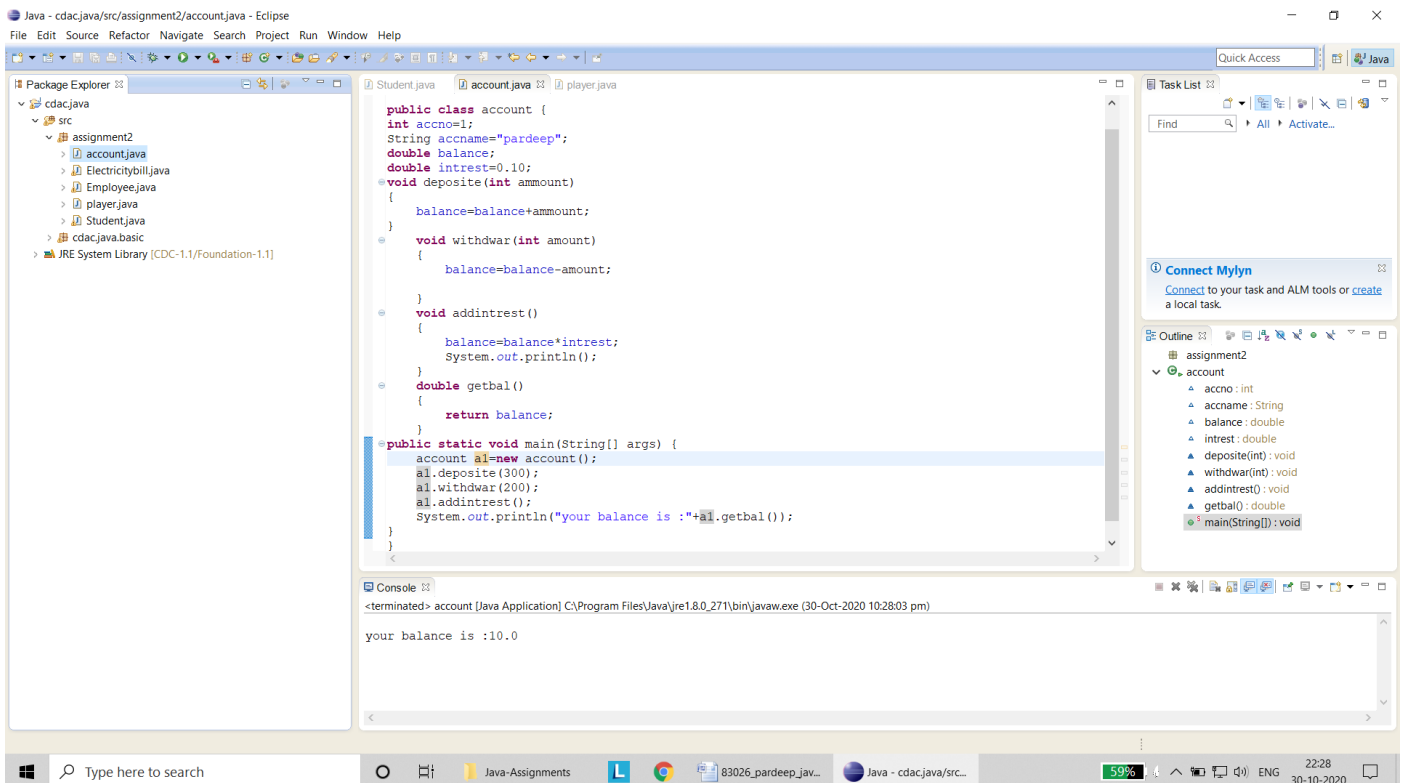 Java - cdac.java/src/assignment2/account.java - Eclipse
File Edit Source Refactor Navigate Search Project Run Window Help
Quick Access
Java
Package Explorer
cdac.java
src
assignment2
account.java
Electricitybill.java
Employee.java
player.java
Student.java
cdac.java.basic
JRE System Library [CDC-1.1/Foundation-1.1]
Student.java account.java player.java
public class account {
int accno=1;
String accname="pardeep";
double balance;
double intrest=0.10;
void deposite(int ammount)
{
balance=balance+ammount;
}
void withdwar(int amount)
{
balance=balance-amount;
}
void addintrest()
{
balance=balance*intrest;
System.out.println();
}
double getbal()
{
return balance;
}
public static void main(String[] args) {
account a1=new account();
a1.deposite(300);
a1.withdwar(200);
a1.addintrest();
System.out.println("your balance is :"+a1.getbal());
}
}
Task List
Find All Activate...
Connect Mylyn
Connect to your task and ALM tools or create
a local task.
Outline
assignment2
account
accno : int
accname : String
balance : double
intrest : double
deposite(int) : void
withdwar(int) : void
addintrest() : void
getbal() : double
main(String[]) : void
Console
<terminated> account [Java Application] C:\Program Files\Java\jre1.8.0_271\bin\javaw.exe (30-Oct-2020 10:28:03 pm)
your balance is :10.0
Type here to search
Java-Assignments
L
83026_pardeep_jav...
Java - cdac.java/src...
59%
ENG
22:28
30-10-2020